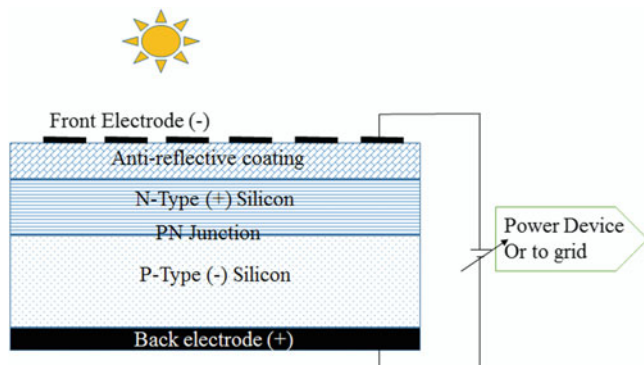 Front Electrode (-)
Anti-reflective coating
N-Type (+) Silicon
PN Junction
P-Type (-) Silicon
Back electrode (+)
Power Device
Or to grid